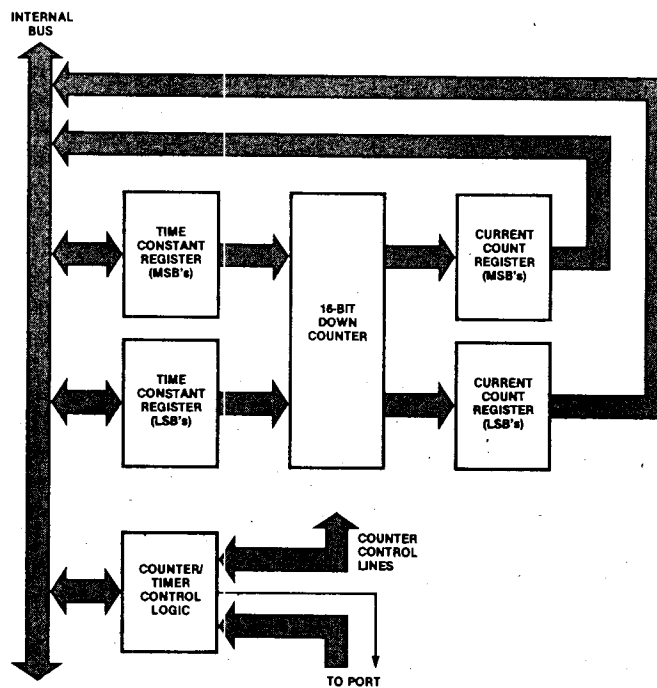 INTERNAL
BUS
TIME
CONSTANT
REGISTER
(MSB's)
16-BIT
DOWN
COUNTER
CURRENT
COUNT
REGISTER
(MSB's)
TIME
CONSTANT
REGISTER
(LSB's)
CURRENT
COUNT
REGISTER
(LSB's)
COUNTER/
TIMER
CONTROL
LOGIC
COUNTER
CONTROL
LINES
TO PORT